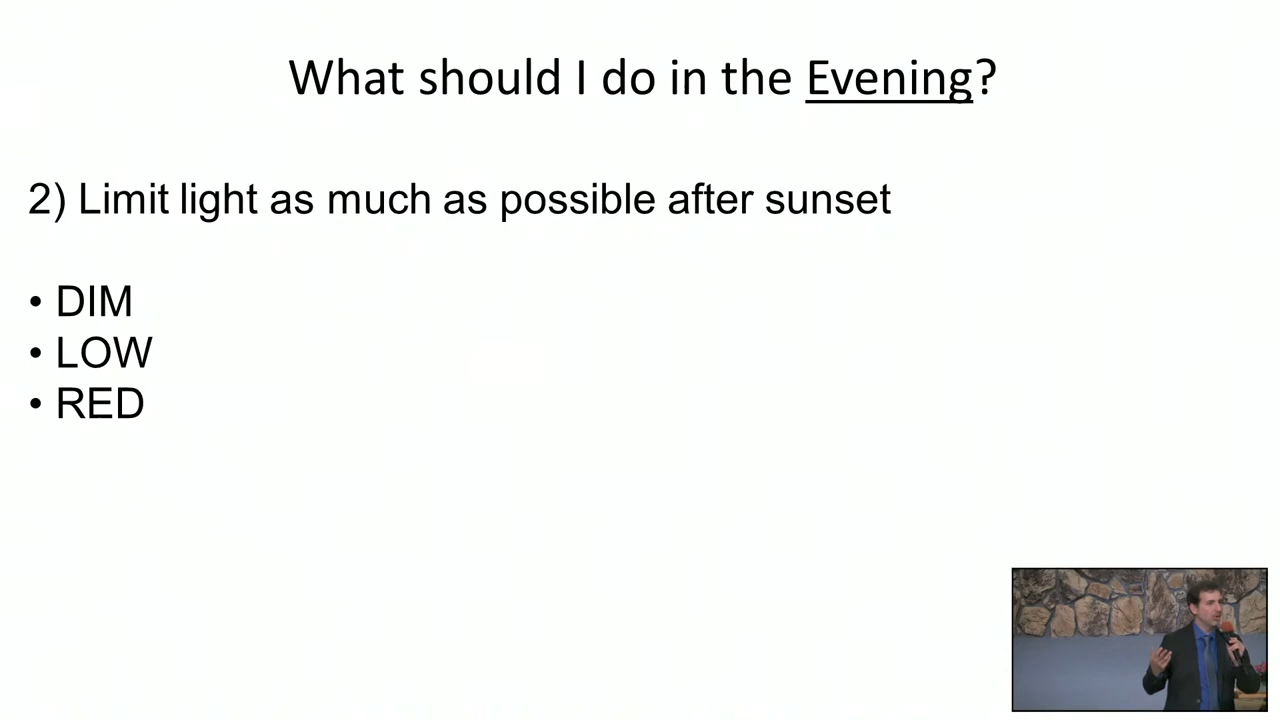 What should I do in the Evening?
2) Limit light as much as possible after sunset
• DIM
• LOW
• RED